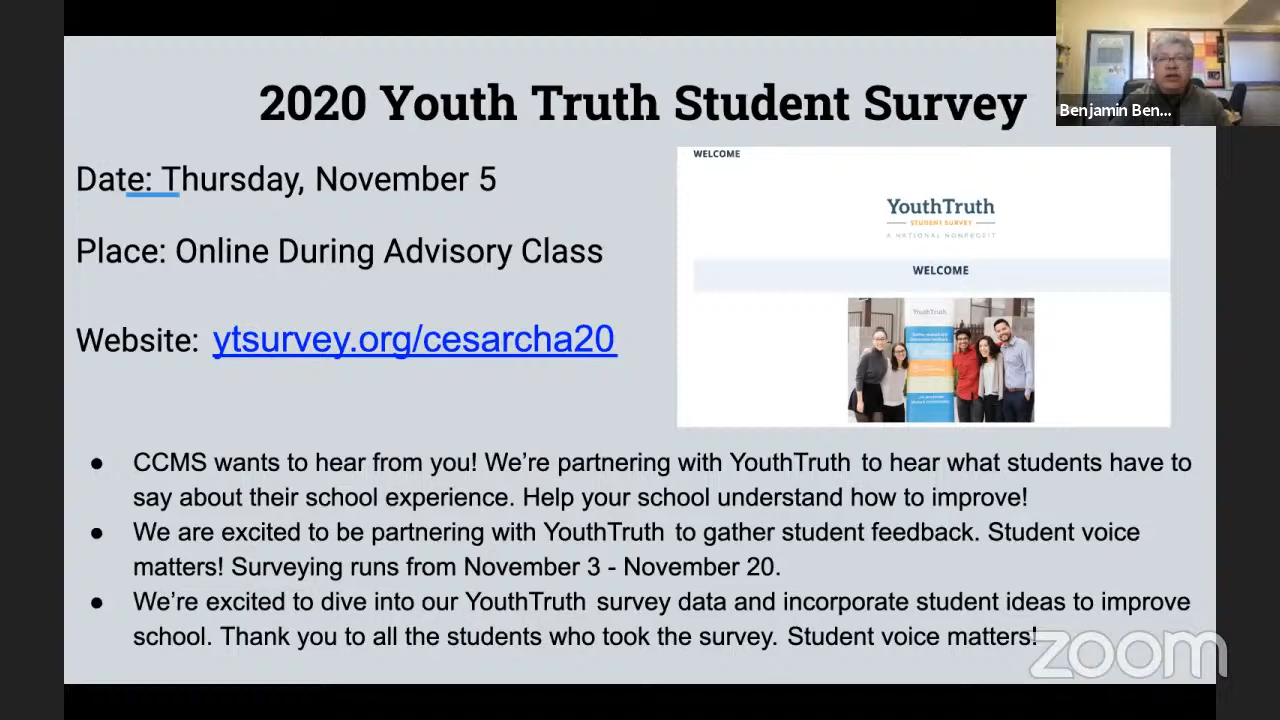 2020 Youth Truth Student Survey
Benjamin Ben...
Date: Thursday, November 5
Place: Online During Advisory Class
Website: ytsurvey.org/cesarcha20
WELCOME
YouthTruth
STUDENT SURVEY
A NATIONAL NONPROFIT
WELCOME
YouthTruth
● CCMS wants to hear from you! We're partnering with YouthTruth to hear what students have to
say about their school experience. Help your school understand how to improve!
● We are excited to be partnering with YouthTruth to gather student feedback. Student voice
matters! Surveying runs from November 3 - November 20.
● We're excited to dive into our YouthTruth survey data and incorporate student ideas to improve
school. Thank you to all the students who took the survey. Student voice matters!
zoom